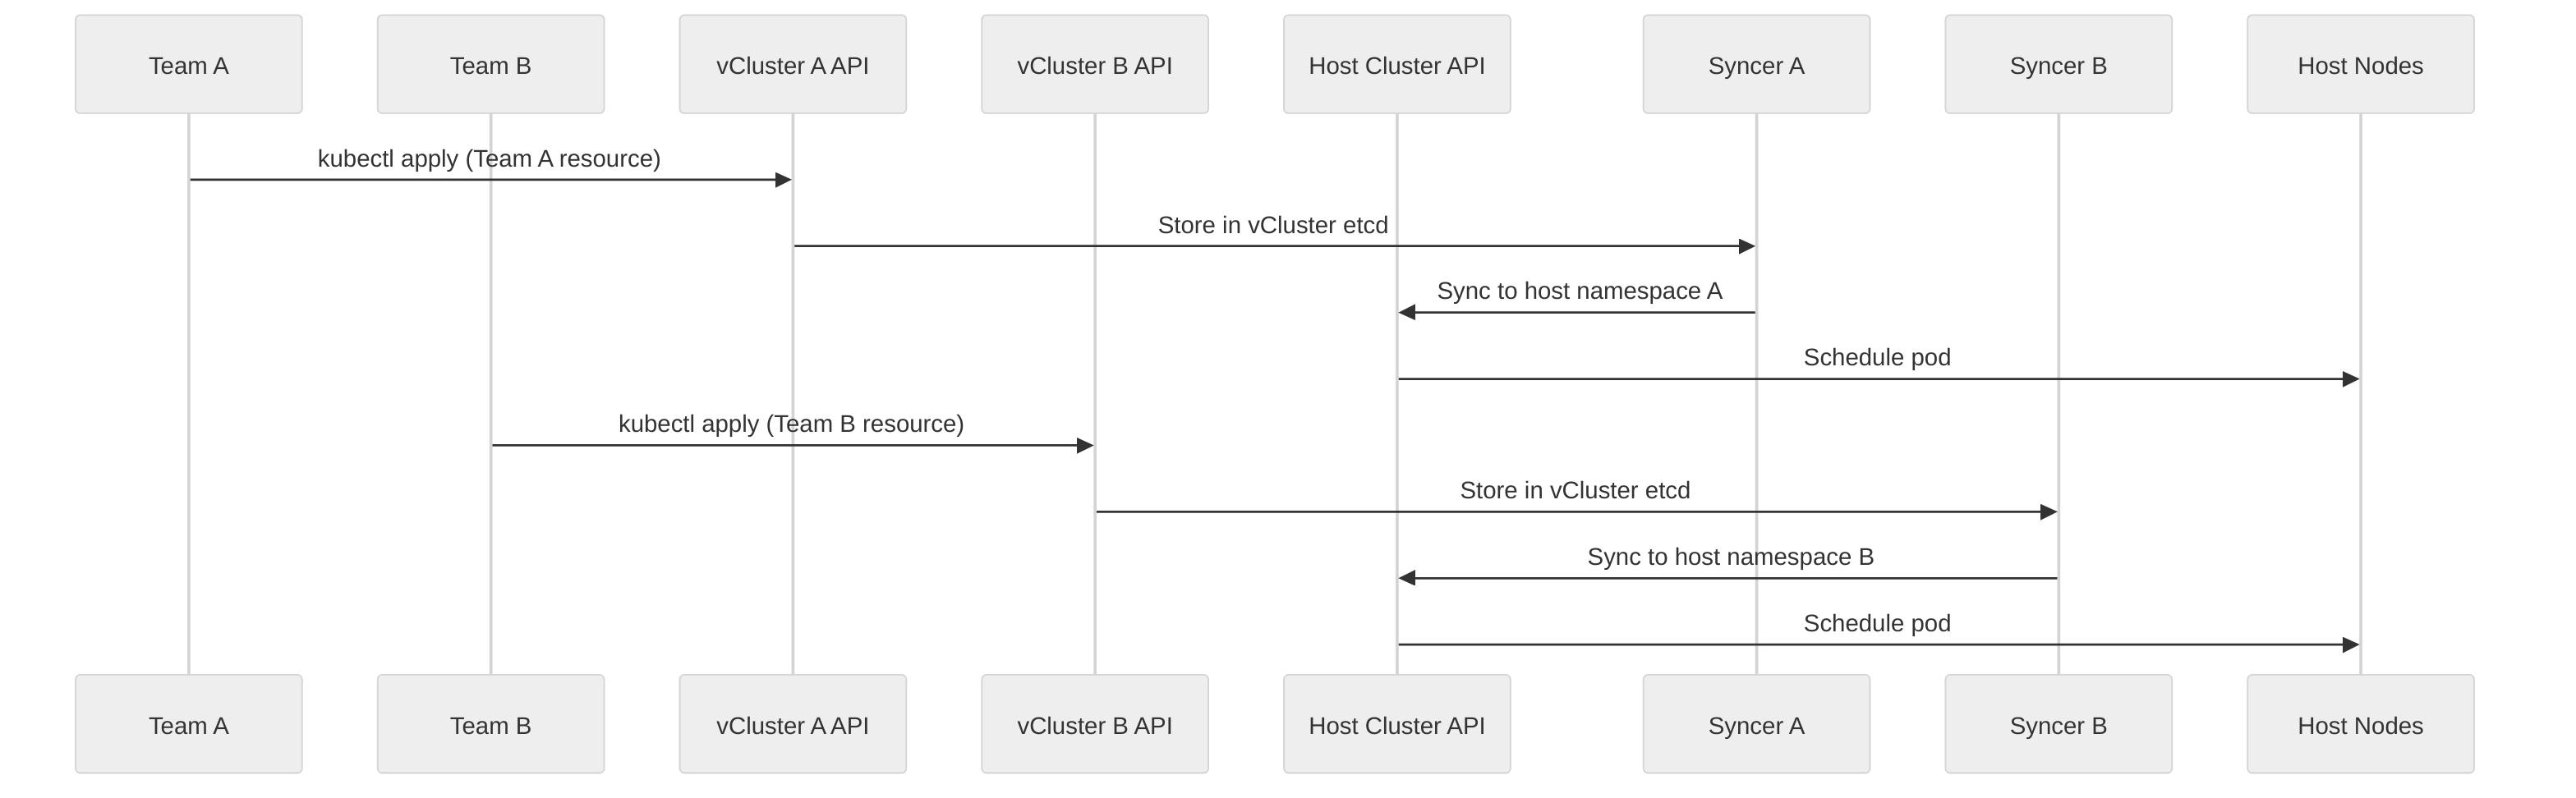 Team A
Team B
vCluster A API
vCluster B API
Host Cluster API
Syncer A
Syncer B
Host Nodes
kubectl apply (Team A resource)
Store in vCluster etcd
Sync to host namespace A
Schedule pod
kubectl apply (Team B resource)
Store in vCluster etcd
Sync to host namespace B
Schedule pod
Team A
Team B
vCluster A API
vCluster B API
Host Cluster API
Syncer A
Syncer B
Host Nodes